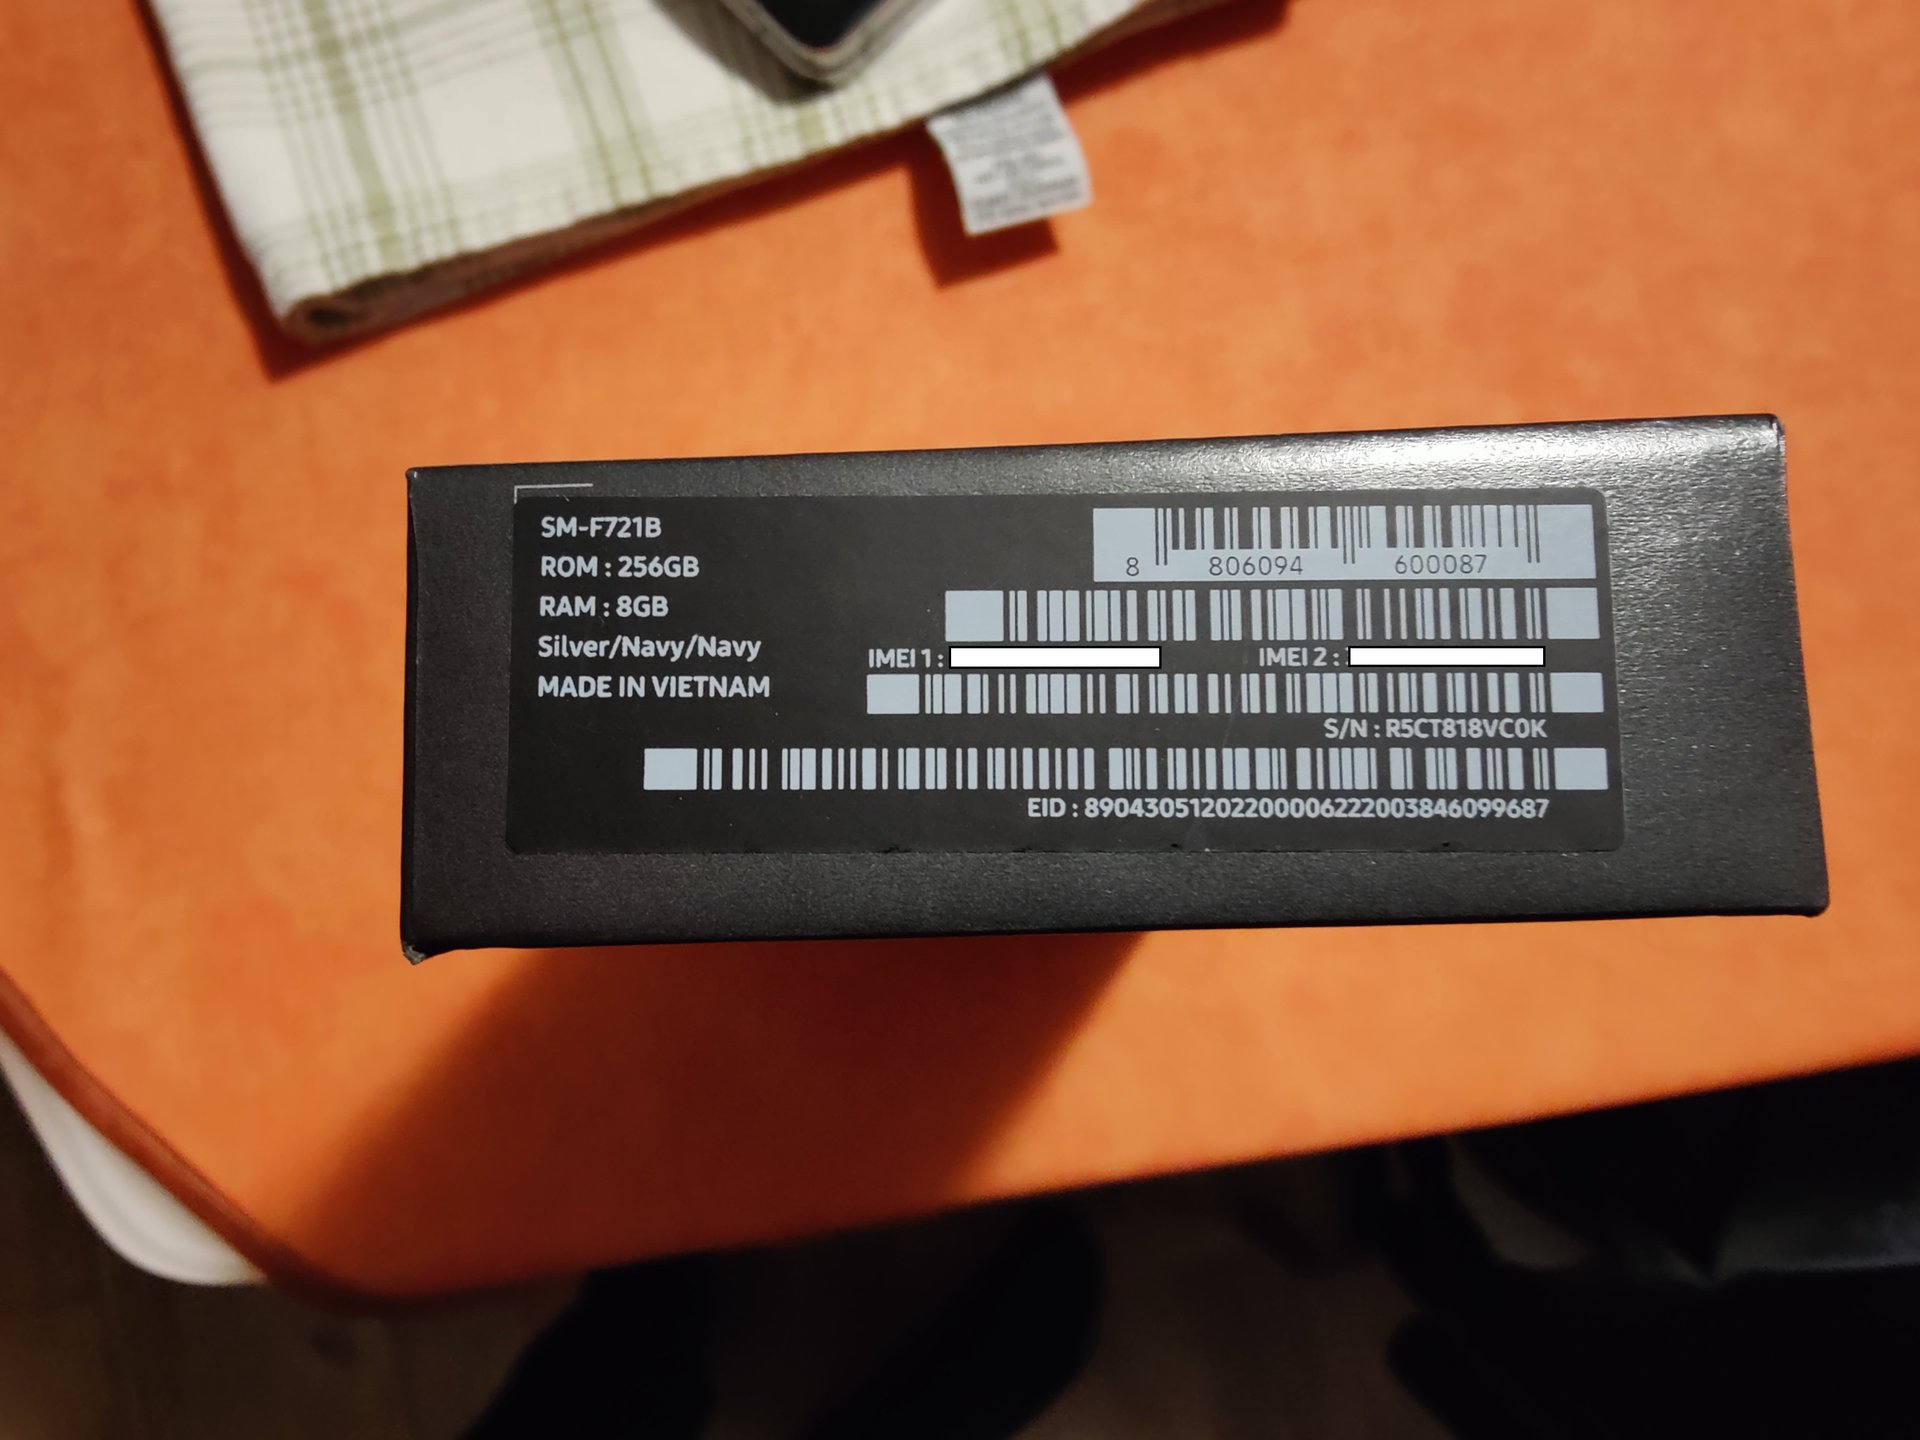 SM-F721B
ROM : 256GB
RAM : 8GB
Silver/Navy/Navy
MADE IN VIETNAM
8 806094 600087
IMEI 1 : IMEI 2 :
S/N : R5CT818VC0K
EID : 89043051202200006222003846099687